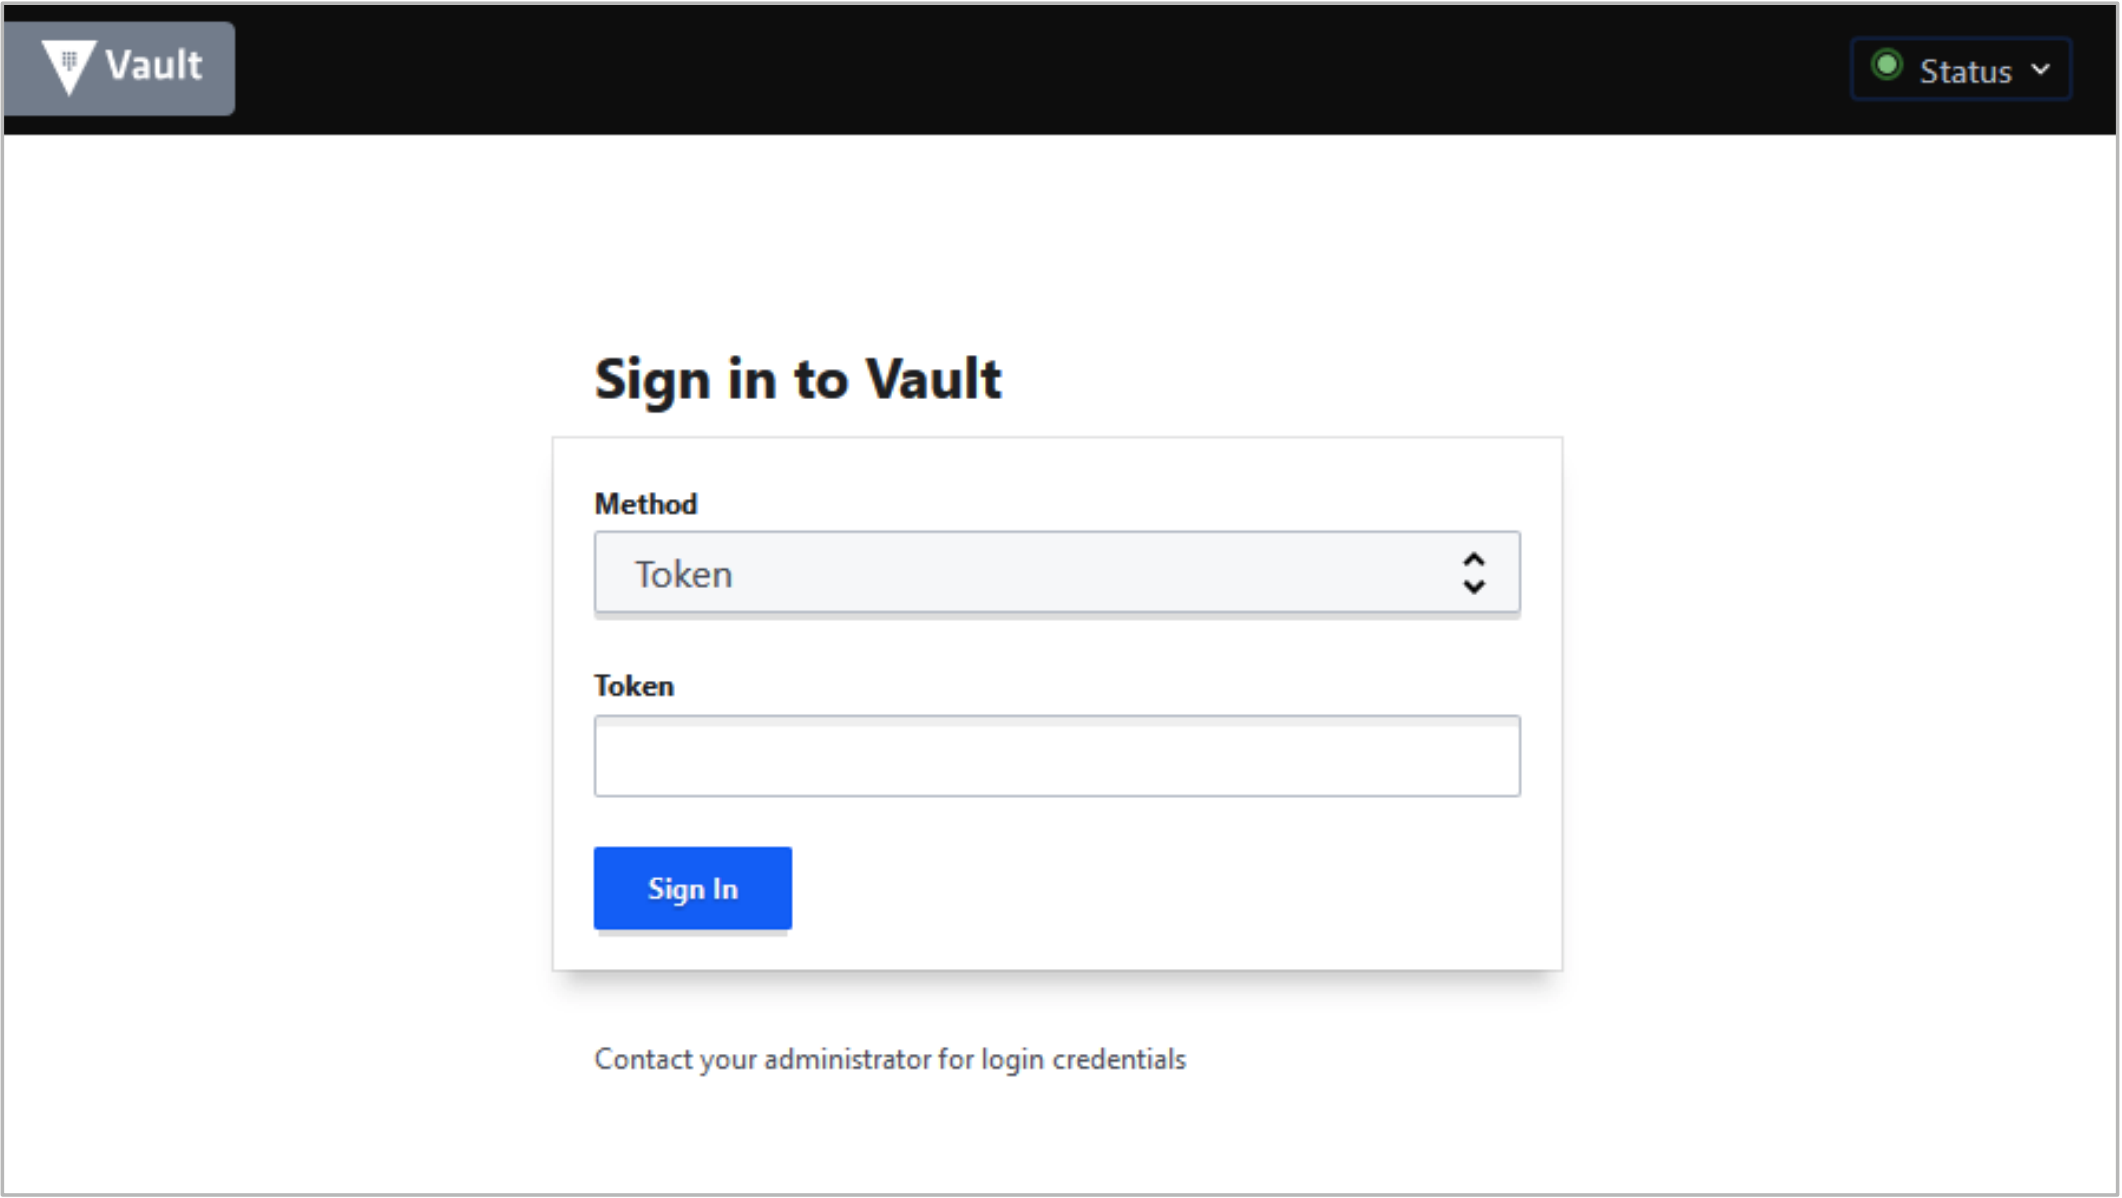 Vault
Status
Sign in to Vault
Method
Token
Token
Sign In
Contact your administrator for login credentials